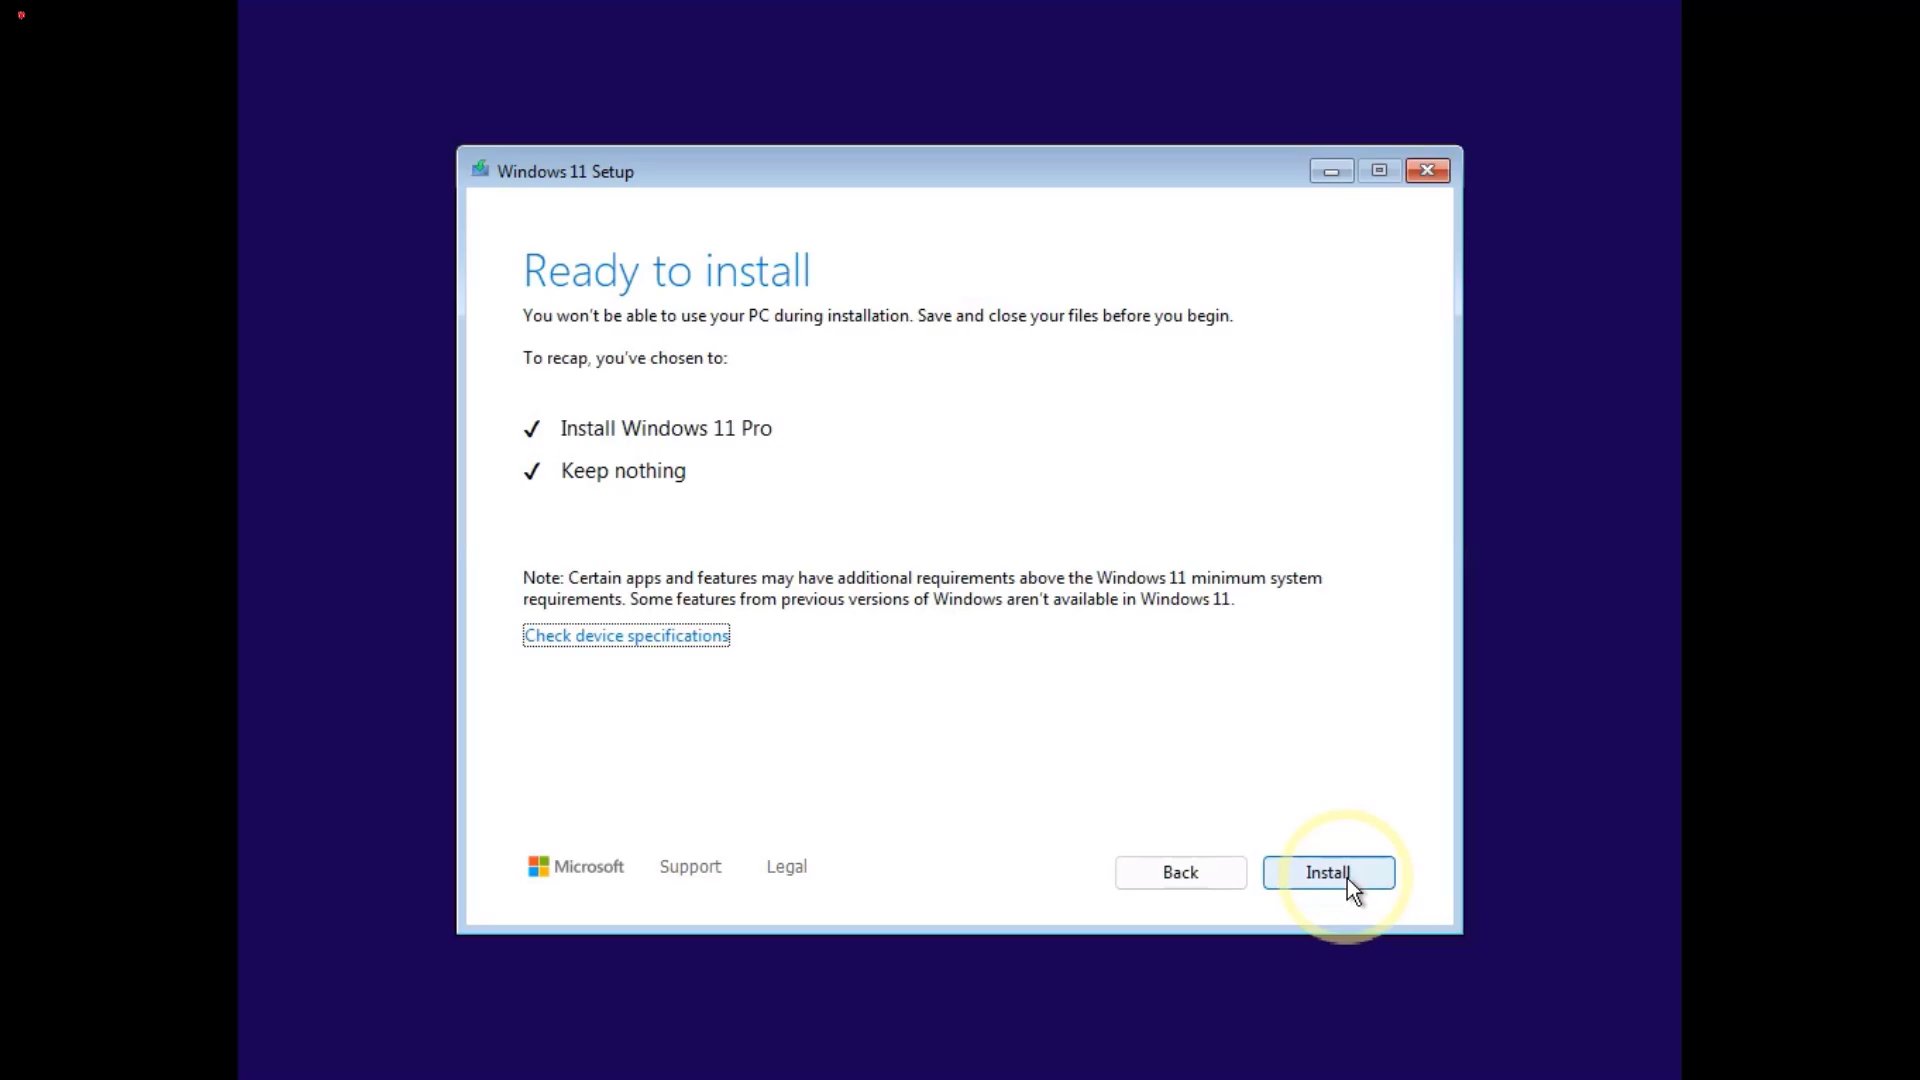 Windows 11 Setup
Ready to install
You won't be able to use your PC during installation. Save and close your files before you begin.
To recap, you've chosen to:
✓ Install Windows 11 Pro
✓ Keep nothing
Note: Certain apps and features may have additional requirements above the Windows 11 minimum system
requirements. Some features from previous versions of Windows aren't available in Windows 11.
Check device specifications
Microsoft Support Legal Back Install